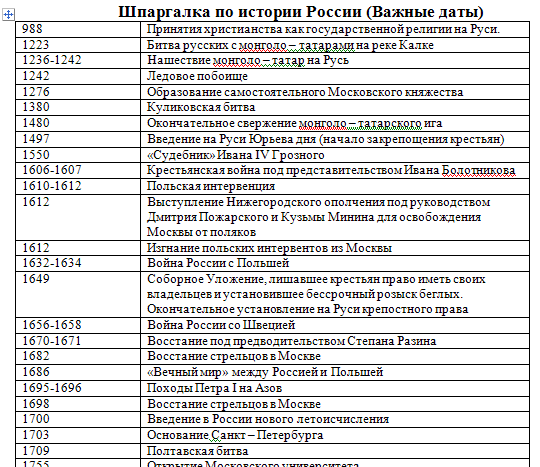 Шпаргалка по истории России (Важные даты)
988 Принятия христианства как государственной религии на Руси.
1223 Битва русских с монголо – татарами на реке Калке
1236-1242 Нашествие монголо – татар на Русь
1242 Ледовое побоище
1276 Образование самостоятельного Московского княжества
1380 Куликовская битва
1480 Окончательное свержение монголо – татарского ига
1497 Введение на Руси Юрьева дня (начало закрепощения крестьян)
1550 «Судебник» Ивана IV Грозного
1606-1607 Крестьянская война под представительством Ивана Болотникова
1610-1612 Польская интервенция
1612 Выступление Нижегородского ополчения под руководством
Дмитрия Пожарского и Кузьмы Минина для освобождения
Москвы от поляков
1612 Изгнание польских интервентов из Москвы
1632-1634 Война России с Польшей
1649 Соборное Уложение, лишавшее крестьян право иметь своих
владельцев и установившее бессрочный розыск беглых.
Окончательное установление на Руси крепостного права
1656-1658 Война России со Швецией
1670-1671 Восстание под предводительством Степана Разина
1682 Восстание стрельцов в Москве
1686 «Вечный мир» между Россией и Польшей
1695-1696 Походы Петра I на Азов
1698 Восстание стрельцов в Москве
1700 Введение в России нового летоисчисления
1703 Основание Санкт – Петербурга
1709 Полтавская битва
1755 Открытие Московского университета